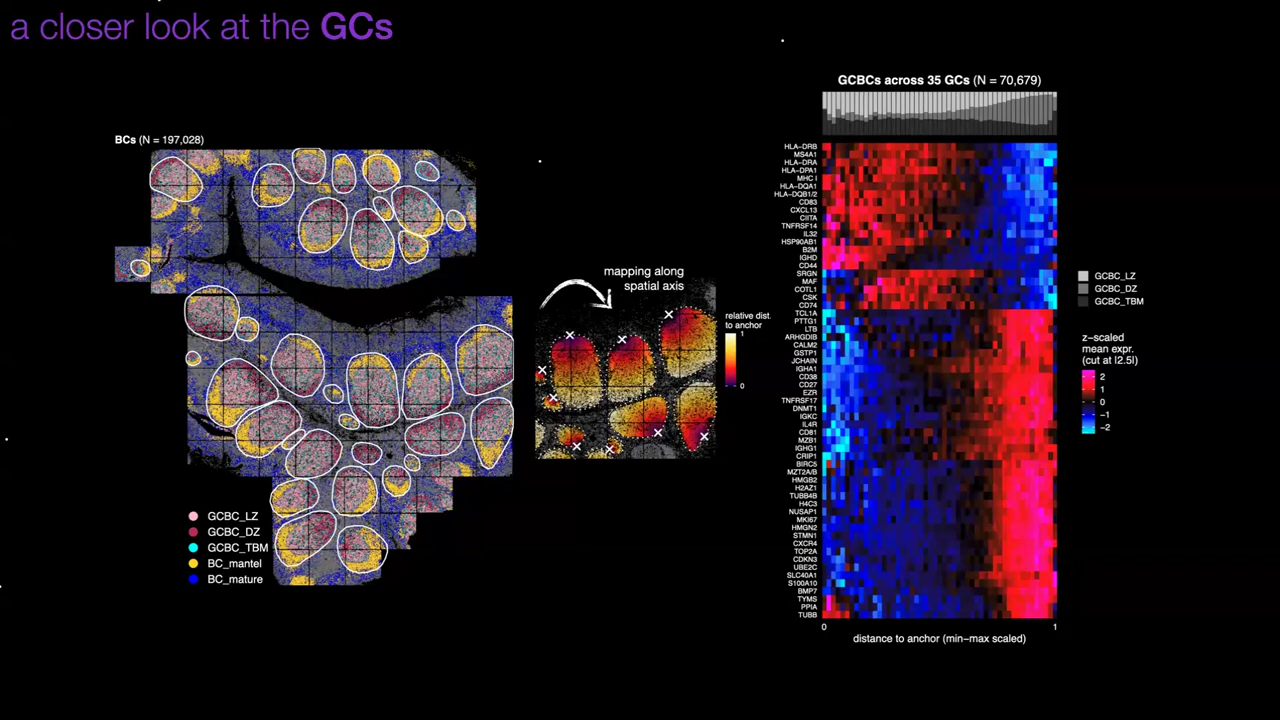 a closer look at the GCs
BCs (N = 197,028)
GCBC_LZ
GCBC_DZ
GCBC_TBM
BC_mantel
BC_mature
mapping along
spatial axis
relative dist.
to anchor
1
0
GCBCs across 35 GCs (N = 70,679)
HLA-DRB
MS4A1
HLA-DRA
HLA-DPA1
MHC I
HLA-DQA1
HLA-DQB1/2
CD83
CXCL13
CIITA
TNFRSF14
IL32
HSP90AB1
B2M
IGHD
CD44
SRGN
MAF
COTL1
CSK
CD74
TCL1A
PTTG1
LTB
ARHGDIB
CALM2
GSTP1
JCHAIN
IGHA1
CD38
CD27
EZR
TNFRSF17
DNMT1
IGKC
IL4R
CD81
MZB1
IGHG1
CRIP1
BIRC5
MZT2A/B
HMGB2
H2AZ1
TUBB4B
H4C3
NUSAP1
MKI67
HMGN2
STMN1
CXCR4
TOP2A
CDKN3
UBE2C
SLC40A1
S100A10
BMP7
TYMS
PPIA
TUBB
0
1
distance to anchor (min−max scaled)
GCBC_LZ
GCBC_DZ
GCBC_TBM
z−scaled
mean expr.
(cut at |2.5|)
2
1
0
−1
−2